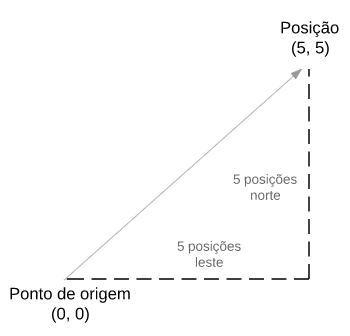 Posição
(5, 5)
5 posições
norte
5 posições
leste
Ponto de origem
(0, 0)